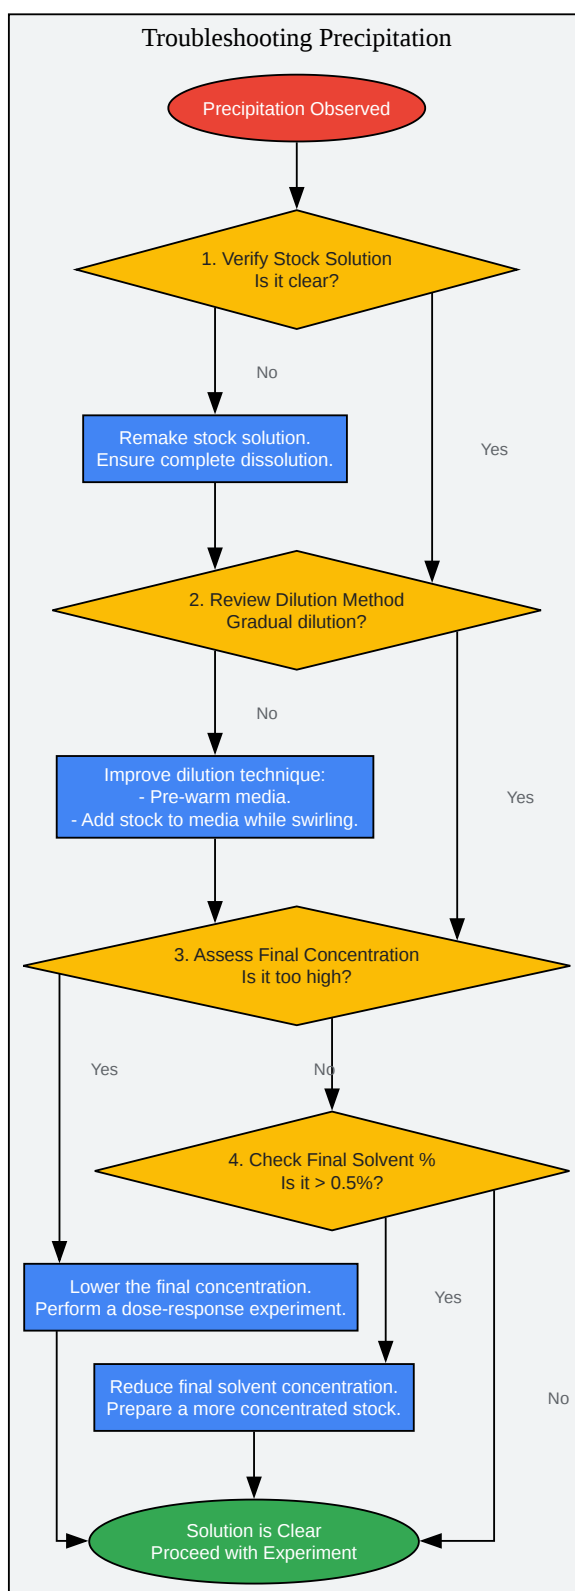 Troubleshooting Precipitation
Precipitation Observed
1. Verify Stock Solution
Is it clear?
No
Remake stock solution.
Ensure complete dissolution.
Yes
2. Review Dilution Method
Gradual dilution?
No
Improve dilution technique:
- Pre-warm media.
- Add stock to media while swirling.
Yes
3. Assess Final Concentration
Is it too high?
Yes
No
4. Check Final Solvent %
Is it > 0.5%?
Lower the final concentration.
Perform a dose-response experiment.
Yes
Reduce final solvent concentration.
Prepare a more concentrated stock.
No
Solution is Clear
Proceed with Experiment